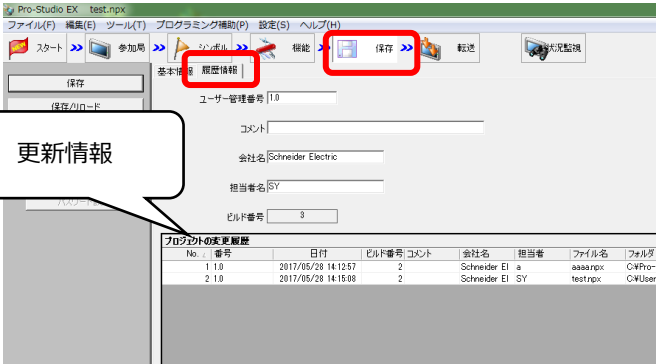 Pro-Studio EX test.npx
ファイル(F) 編集(E) ツール(T) プログラミング補助(P) 設定(S) ヘルプ(H)
スタート 参加局 シンボル 機能 保存 転送 状況監視
基本情報 履歴情報
保存
保存/リロード
ユーザー管理番号 1.0
コメント
会社名 Schneider Electric
担当者名 SY
ビルド番号 3
更新情報
プロジェクトの変更履歴
No. 番号 日付 ビルド番号 コメント 会社名 担当者 ファイル名 フォルダ
1 1.0 2017/05/28 14:12:57 2 Schneider El a aaaa.npx C:¥Pro-
2 1.0 2017/05/28 14:15:08 2 Schneider El SY test.npx C:¥User